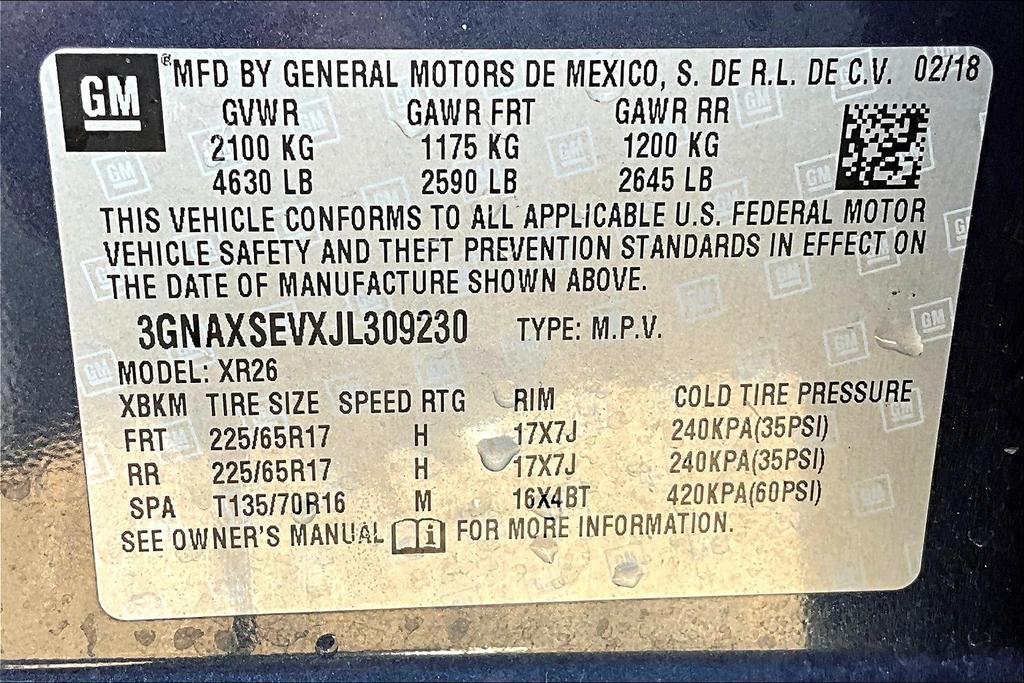 GM
® MFD BY GENERAL MOTORS DE MEXICO, S. DE R.L. DE C.V. 02/18
GVWR GAWR FRT GAWR RR
2100 KG 1175 KG 1200 KG
4630 LB 2590 LB 2645 LB
THIS VEHICLE CONFORMS TO ALL APPLICABLE U.S. FEDERAL MOTOR
VEHICLE SAFETY AND THEFT PREVENTION STANDARDS IN EFFECT ON
THE DATE OF MANUFACTURE SHOWN ABOVE.
3GNAXSEVXJL309230 TYPE: M.P.V.
MODEL: XR26
XBKM TIRE SIZE SPEED RTG RIM COLD TIRE PRESSURE
FRT 225/65R17 H 17X7J 240KPA(35PSI)
RR 225/65R17 H 17X7J 240KPA(35PSI)
SPA T135/70R16 M 16X4BT 420KPA(60PSI)
SEE OWNER'S MANUAL i FOR MORE INFORMATION.